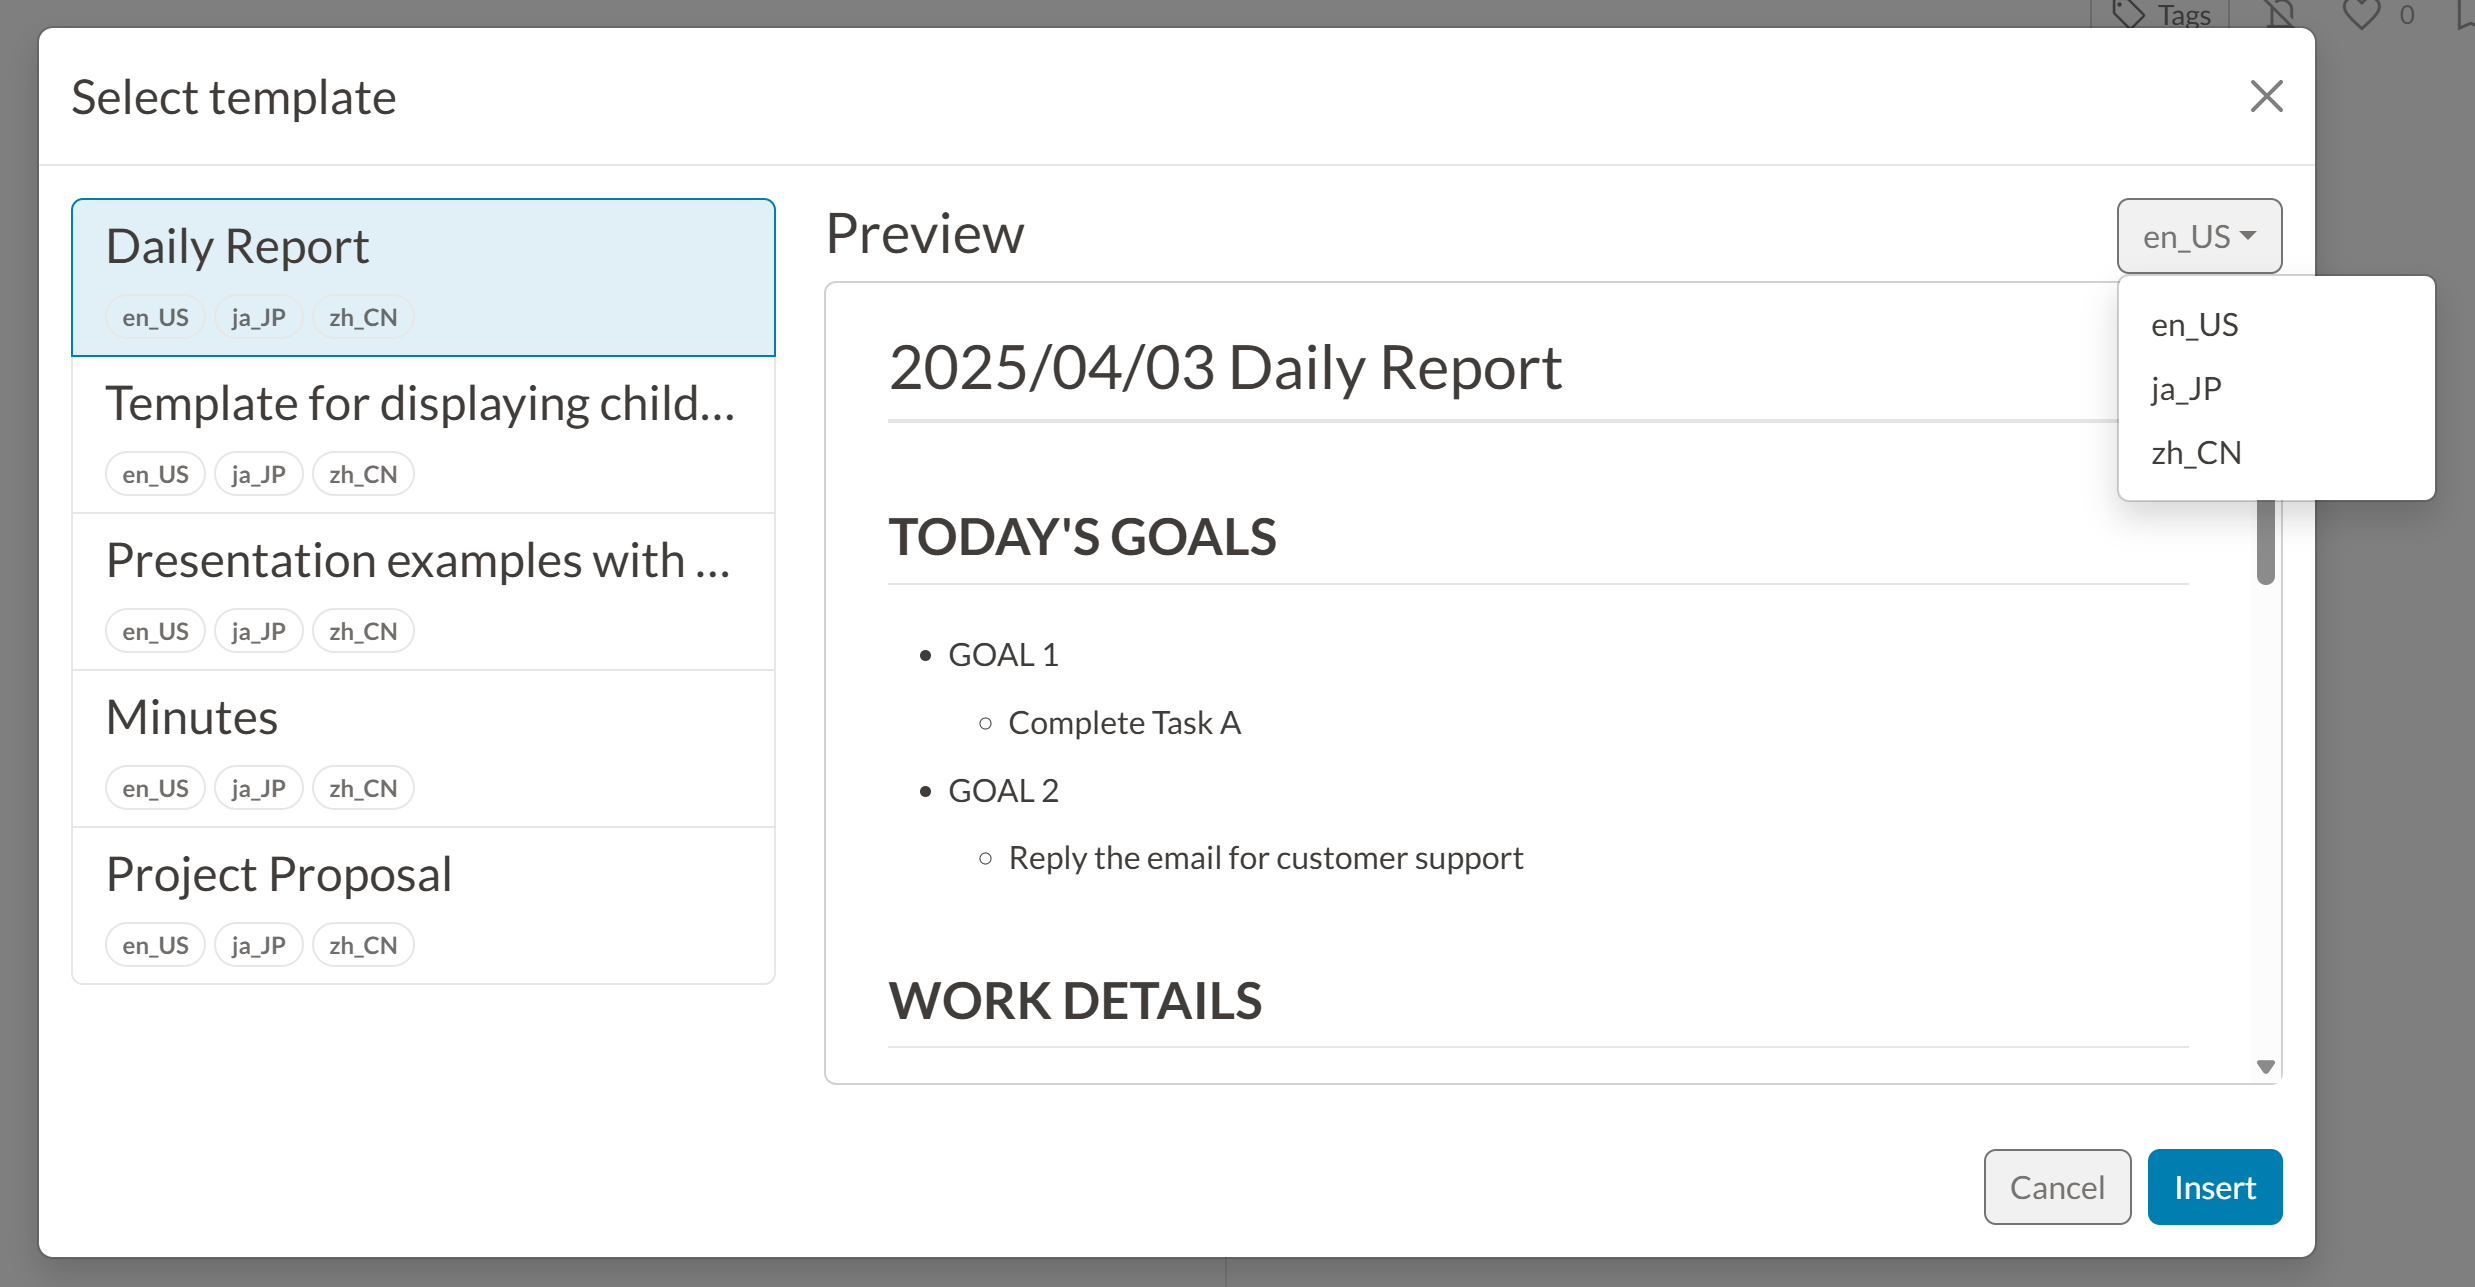 Tags
0
Select template
Daily Report
en_US ja_JP zh_CN
Template for displaying child...
en_US ja_JP zh_CN
Presentation examples with ...
en_US ja_JP zh_CN
Minutes
en_US ja_JP zh_CN
Project Proposal
en_US ja_JP zh_CN
Preview
en_US
en_US
ja_JP
zh_CN
2025/04/03 Daily Report
TODAY'S GOALS
• GOAL 1
◦ Complete Task A
• GOAL 2
◦ Reply the email for customer support
WORK DETAILS
Cancel
Insert